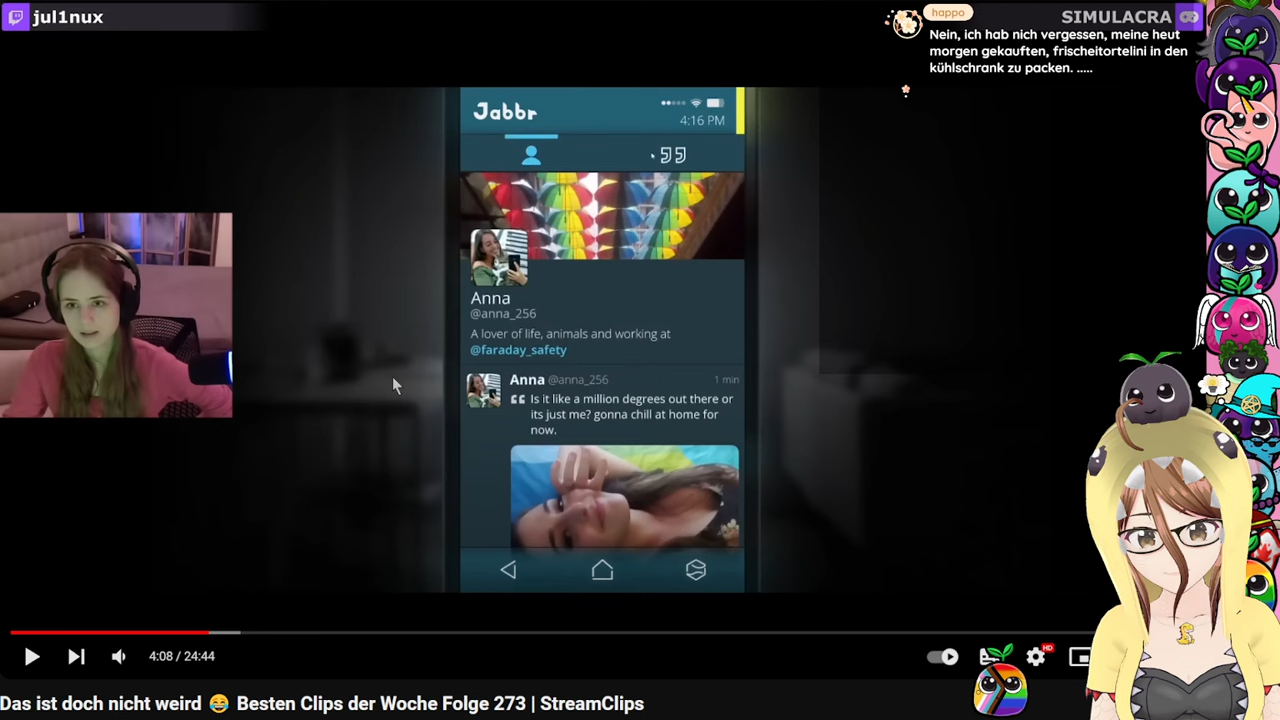 jul1nux
happo
SIMULACRA
Nein, ich hab nich vergessen, meine heut
morgen gekauften, frischeitortelini in den
kühlschrank zu packen. .....
Jabbr
4:16 PM
Anna
@anna_256
A lover of life, animals and working at
@faraday_safety
Anna @anna_256 1 min
Is it like a million degrees out there or
its just me? gonna chill at home for
now.
4:08 / 24:44
HD
Das ist doch nicht weird 😂 Besten Clips der Woche Folge 273 | StreamClips